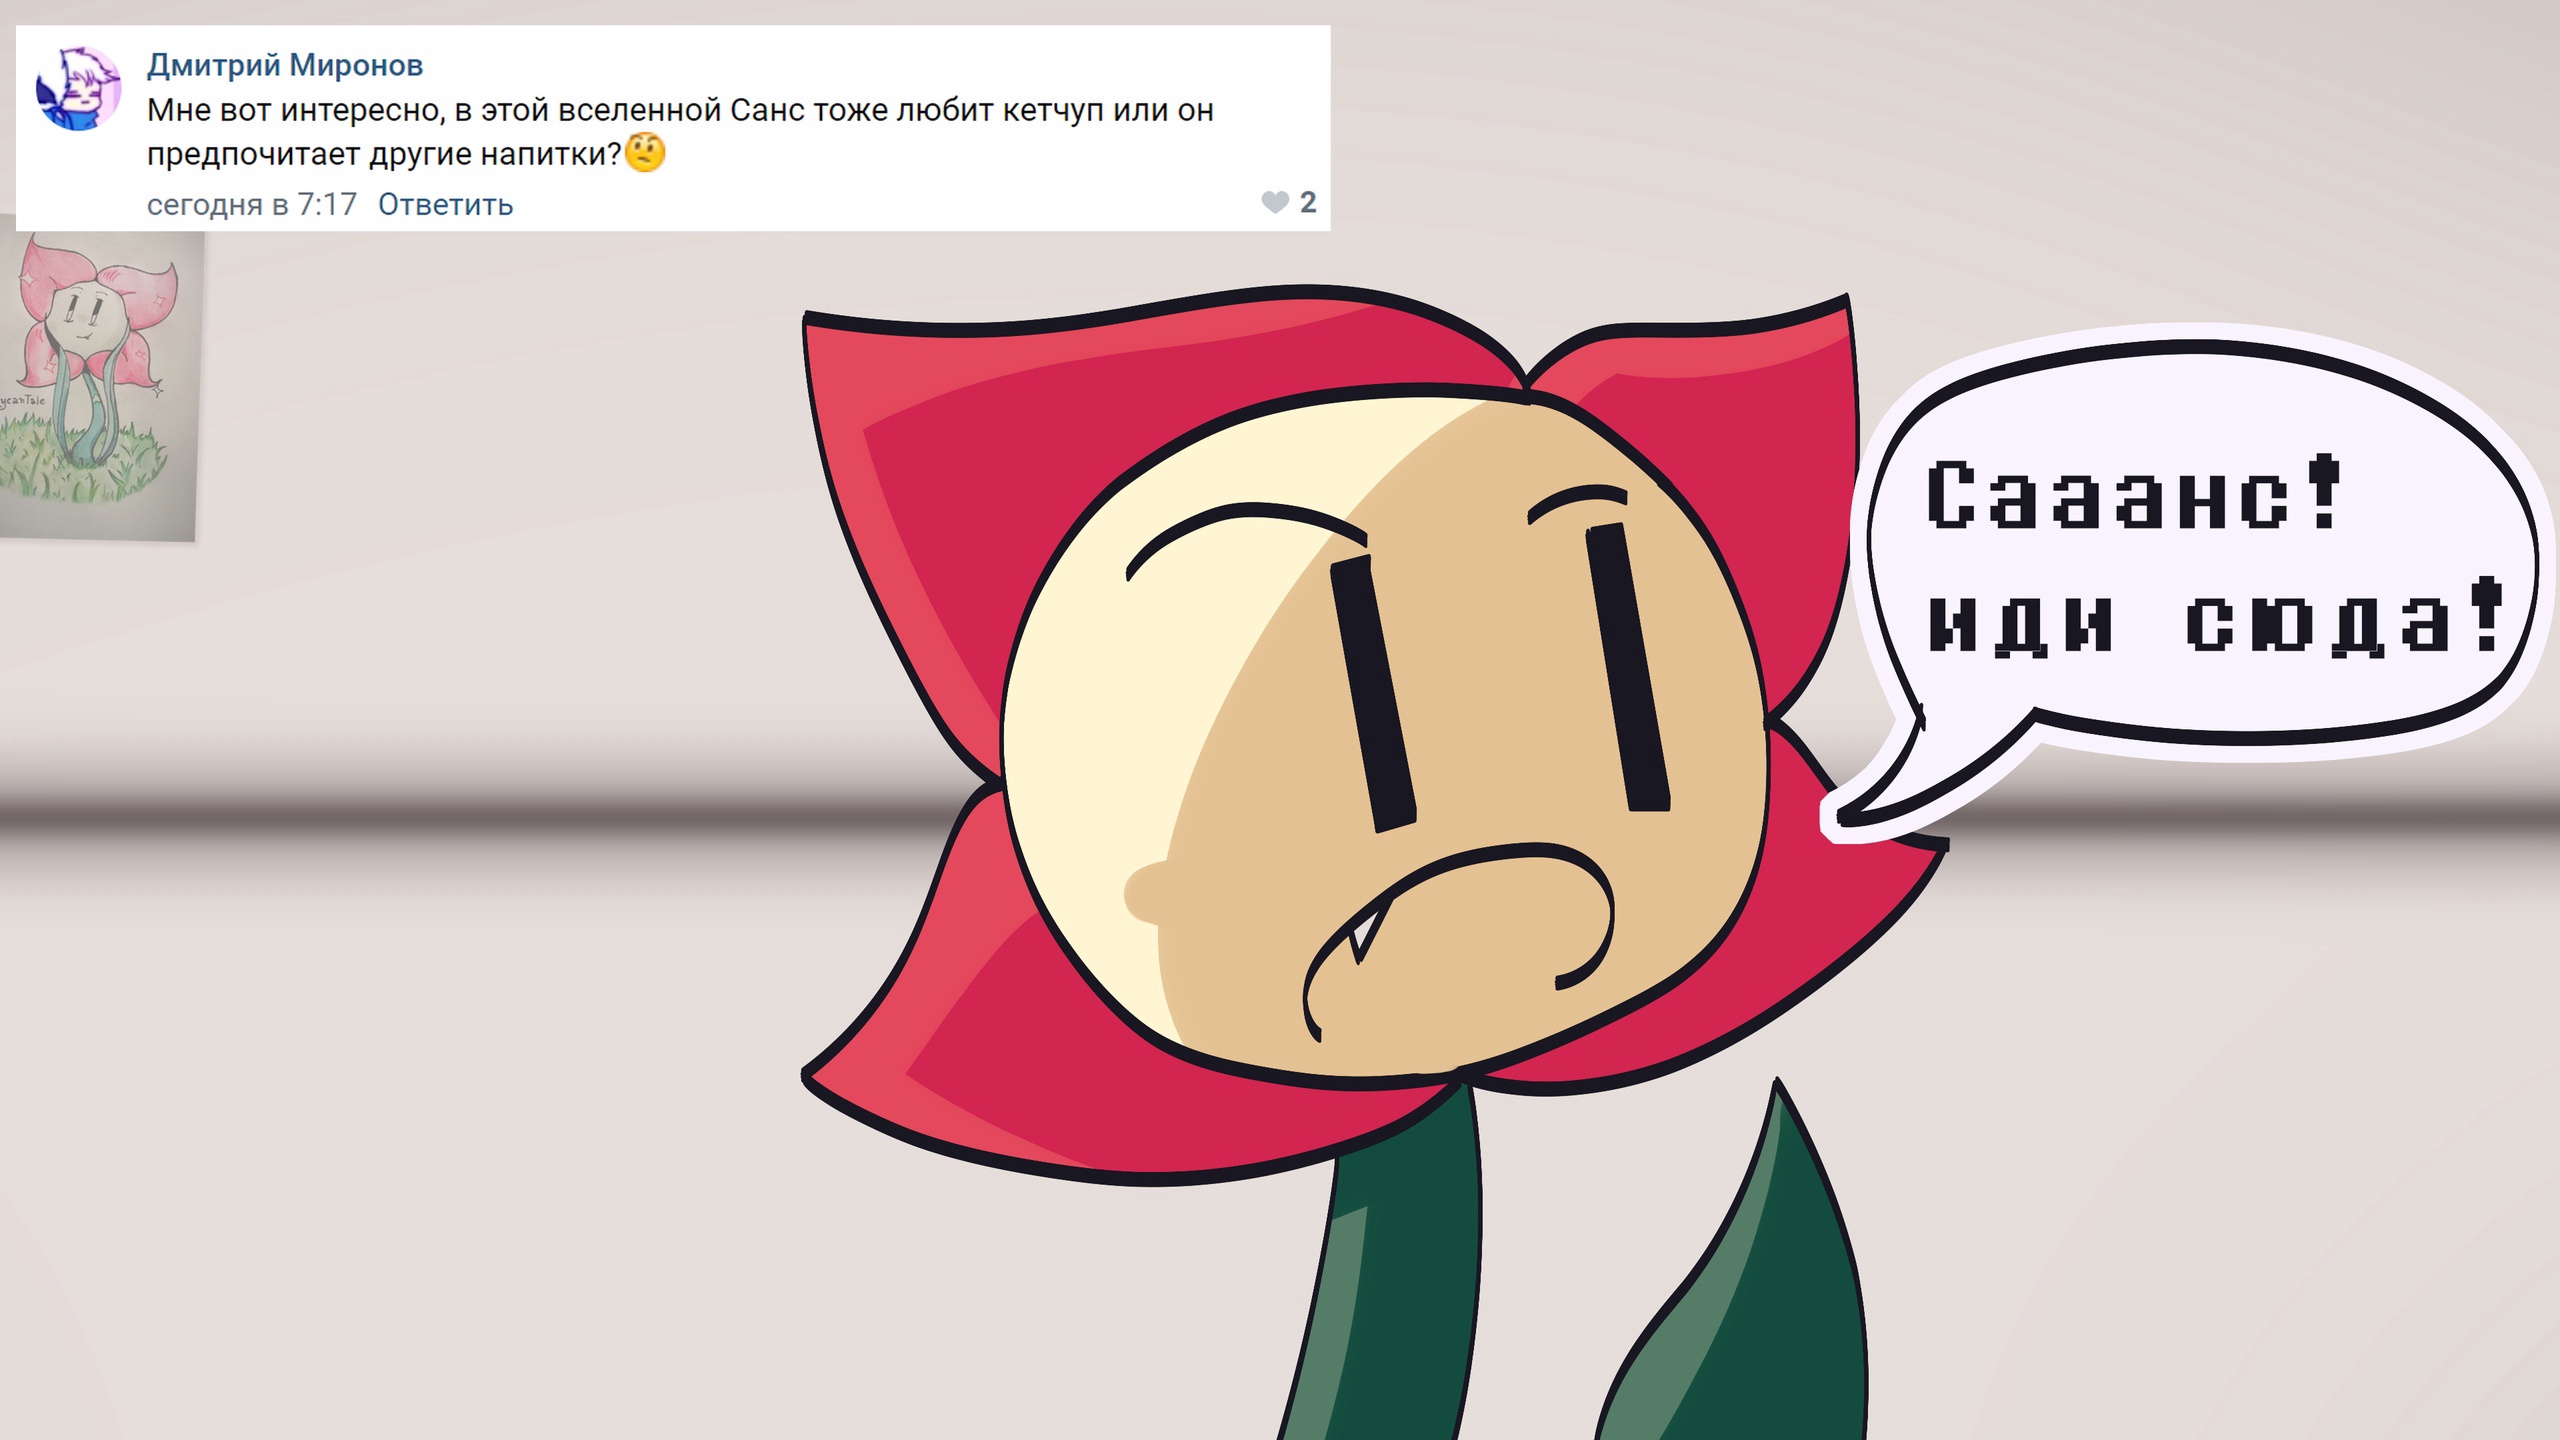 Дмитрий Миронов
Мне вот интересно, в этой вселенной Санс тоже любит кетчуп или он
предпочитает другие напитки?🤨
сегодня в 7:17 Ответить
2
Сааанс!
иди сюда!